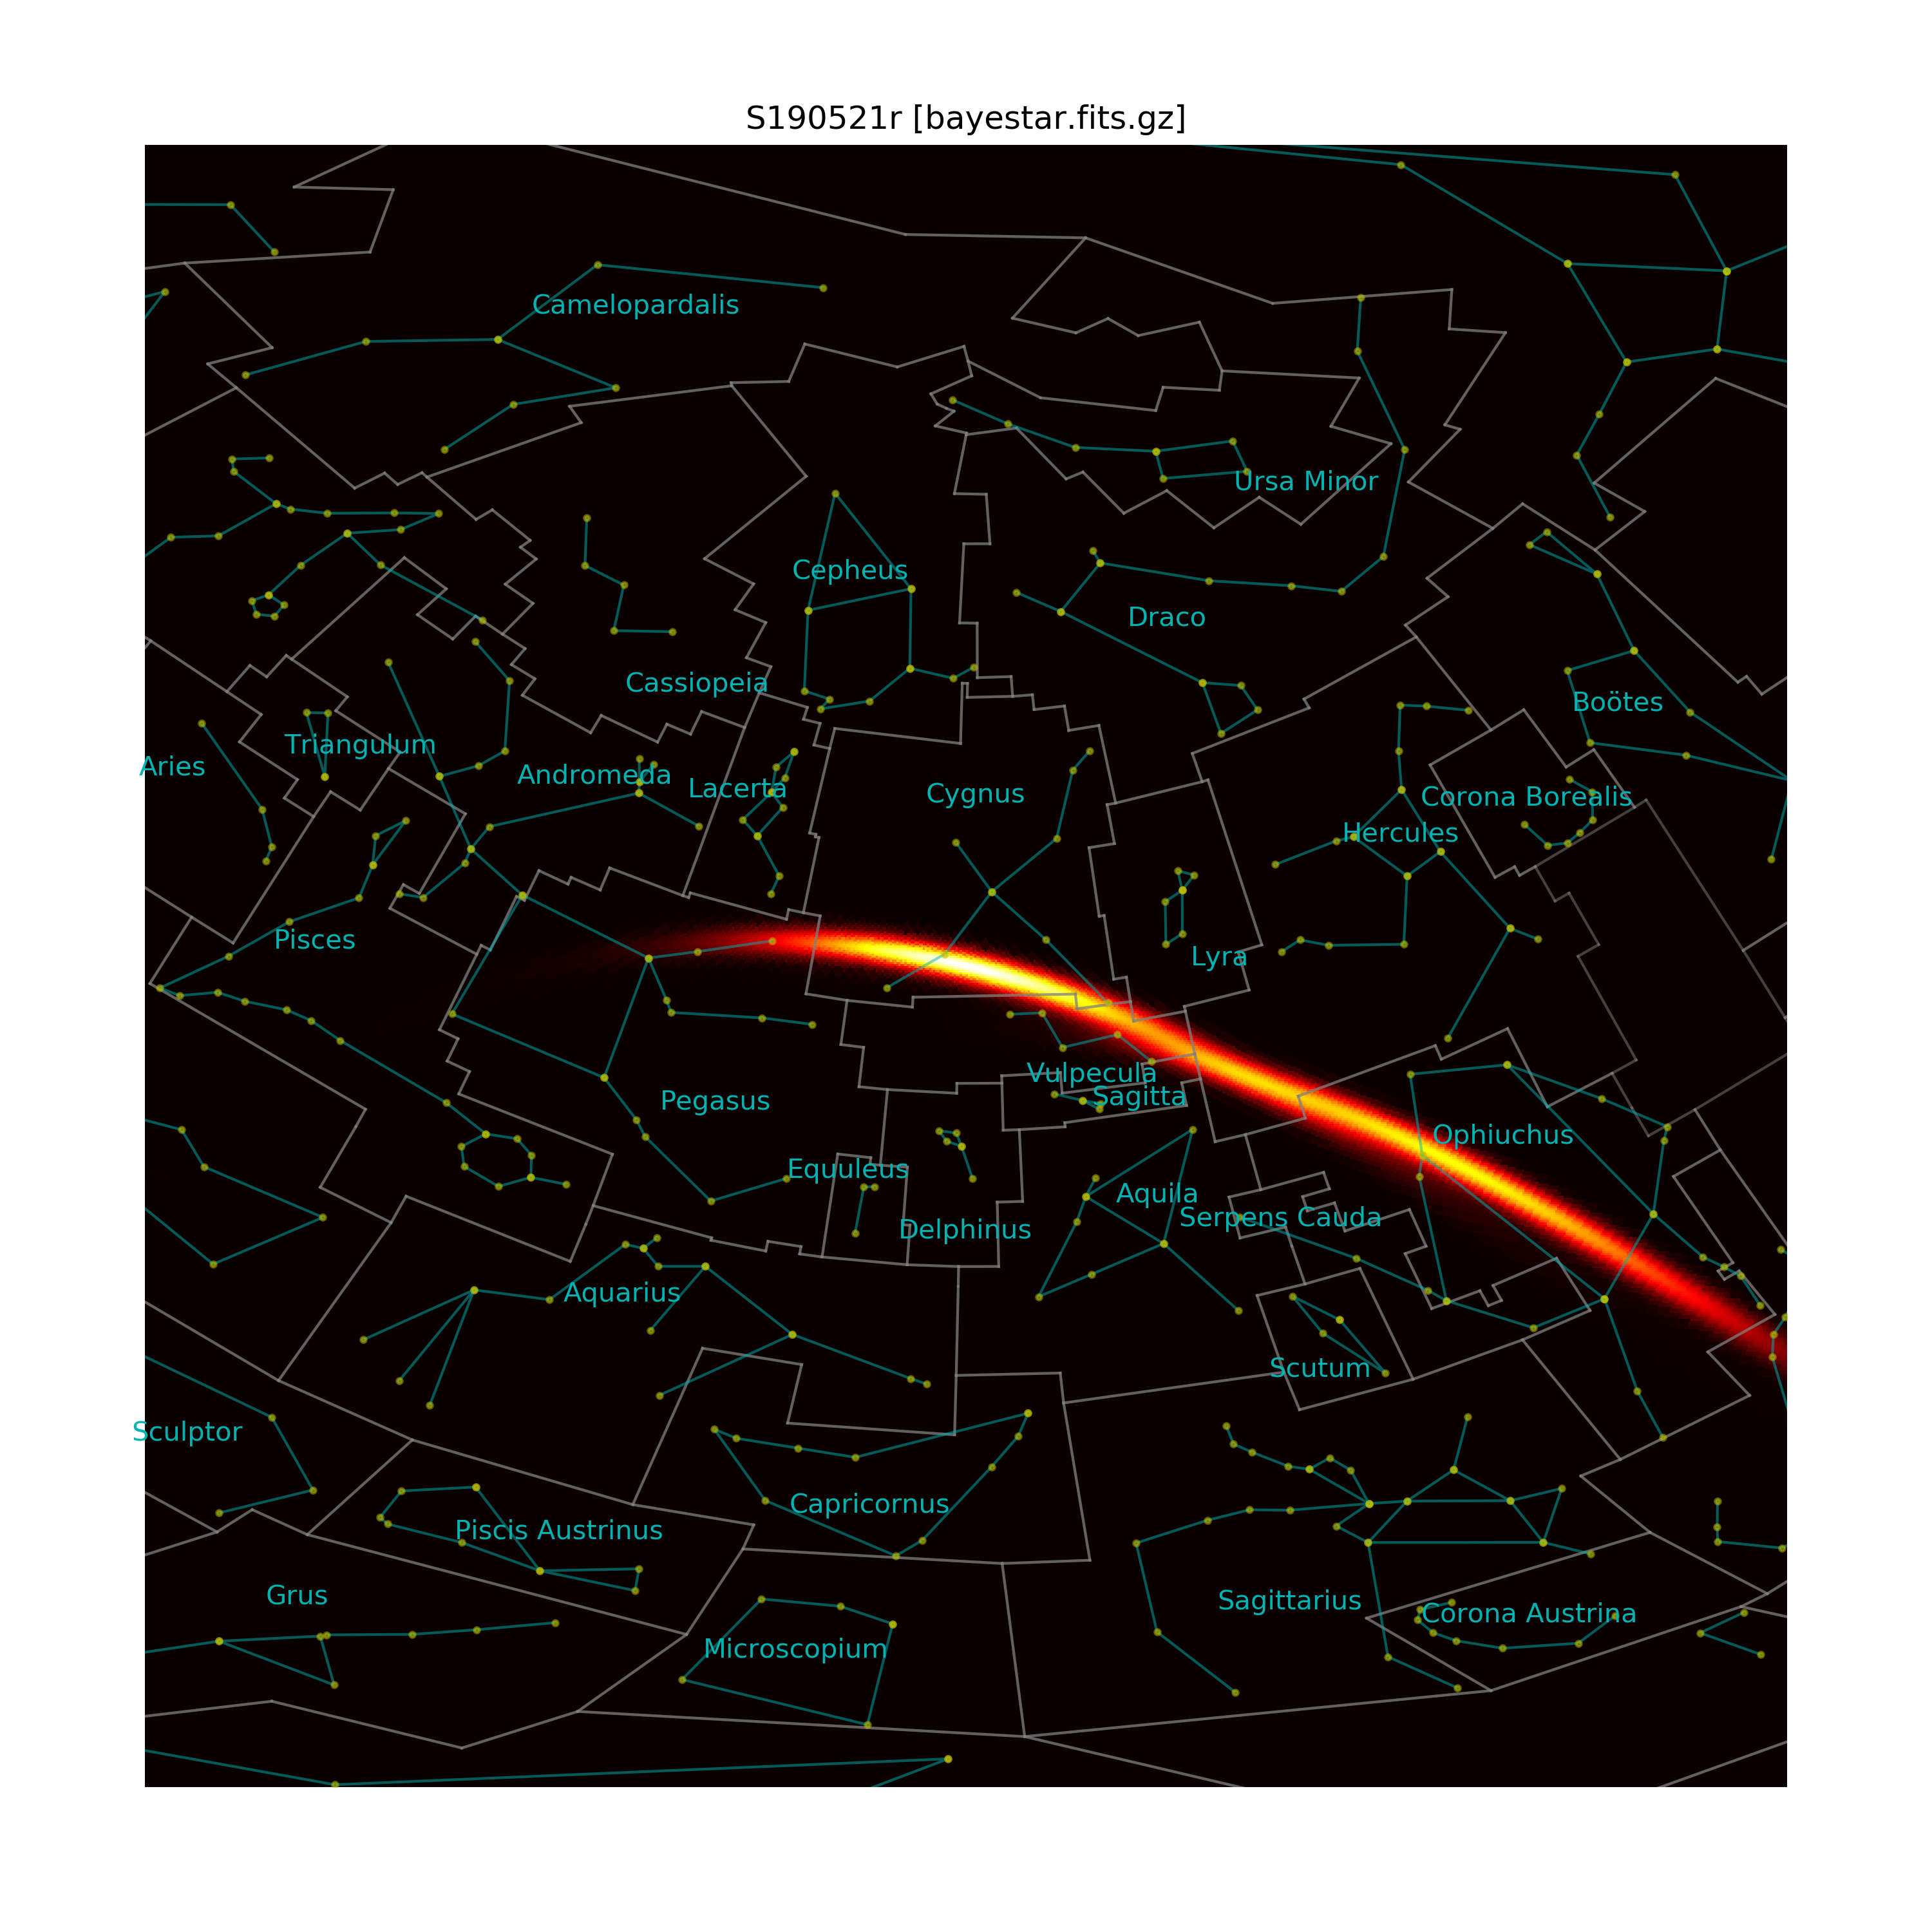 S190521r [bayestar.fits.gz]
Camelopardalis
Ursa Minor
Cepheus
Draco
Cassiopeia
Boötes
Triangulum
Aries
Andromeda
Lacerta
Cygnus
Corona Borealis
Hercules
Pisces
Lyra
Vulpecula
Sagitta
Pegasus
Ophiuchus
Equuleus
Aquila
Serpens Cauda
Delphinus
Aquarius
Scutum
Sculptor
Capricornus
Piscis Austrinus
Grus
Sagittarius
Corona Austrina
Microscopium